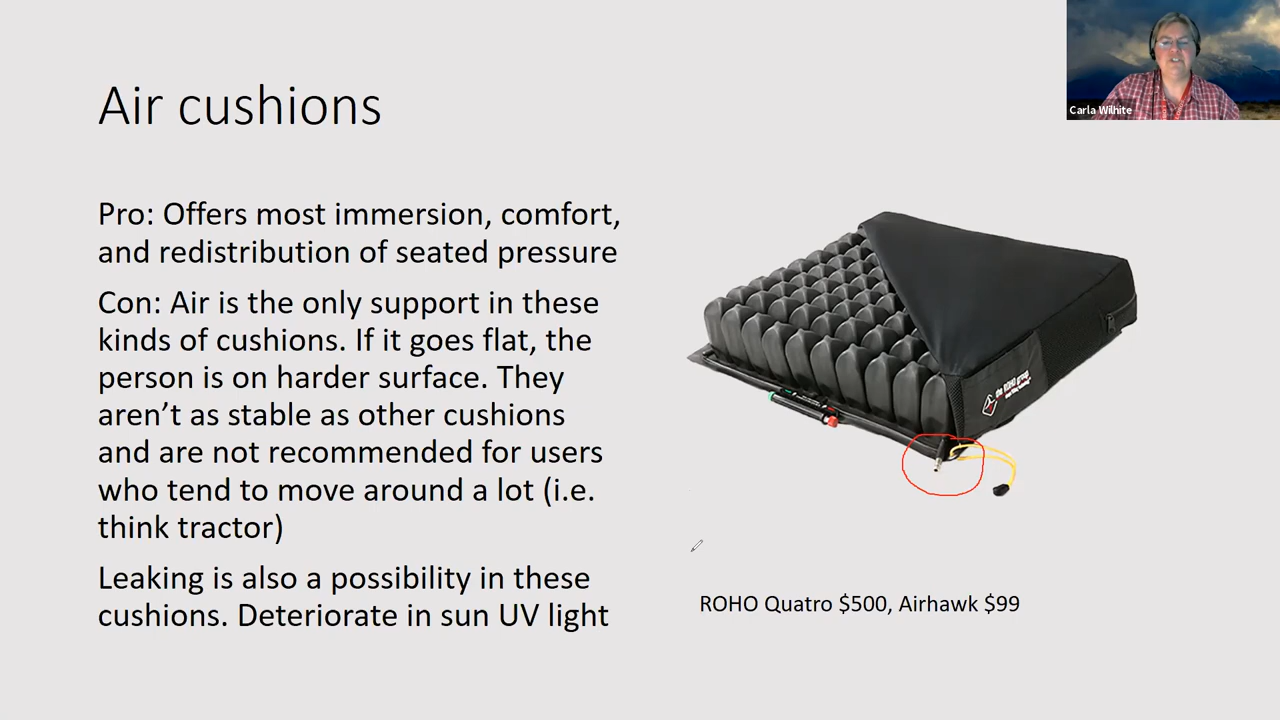 Carla Wilhite
Air cushions
Pro: Offers most immersion, comfort,
and redistribution of seated pressure
Con: Air is the only support in these
kinds of cushions. If it goes flat, the
person is on harder surface. They
aren’t as stable as other cushions
and are not recommended for users
who tend to move around a lot (i.e.
think tractor)
Leaking is also a possibility in these
cushions. Deteriorate in sun UV light
the ROHO group
ROHO Quatro $500, Airhawk $99